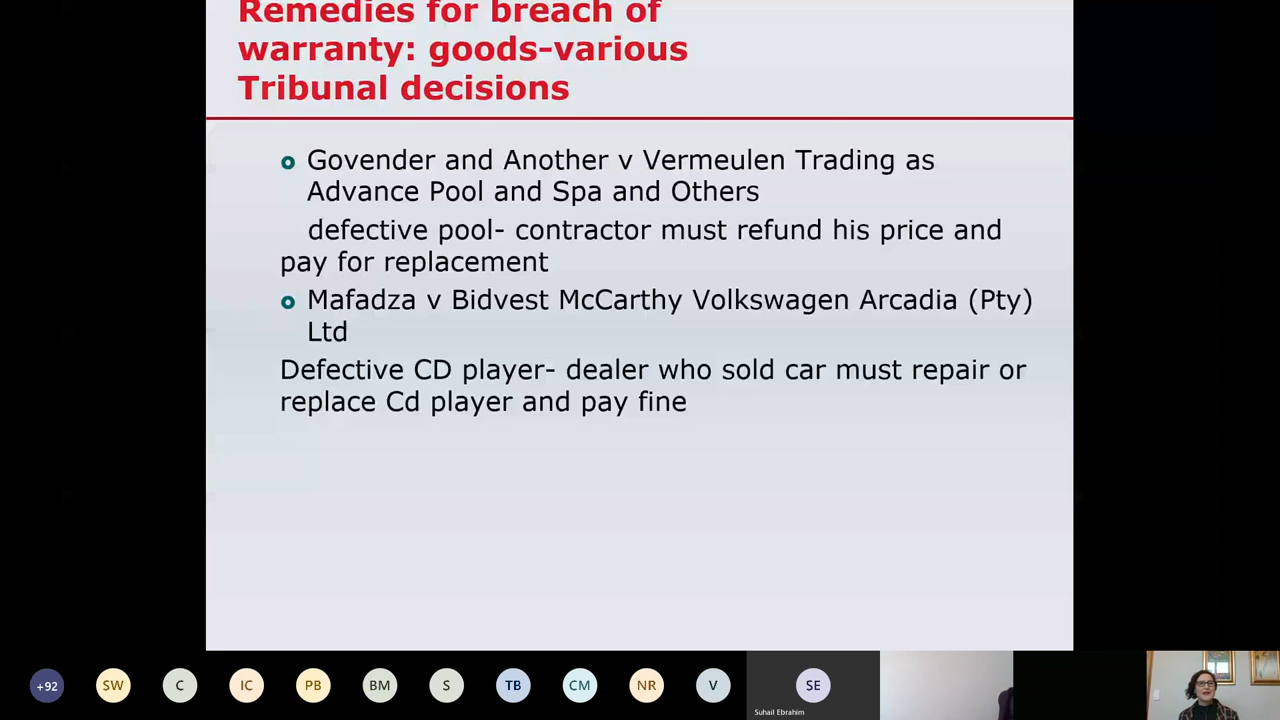 Remedies for breach of
warranty: goods-various
Tribunal decisions
Govender and Another v Vermeulen Trading as
Advance Pool and Spa and Others
defective pool- contractor must refund his price and
pay for replacement
Mafadza v Bidvest McCarthy Volkswagen Arcadia (Pty)
Ltd
Defective CD player- dealer who sold car must repair or
replace Cd player and pay fine
+92 SW C IC PB BM S TB CM NR V SE
Suhail Ebrahim